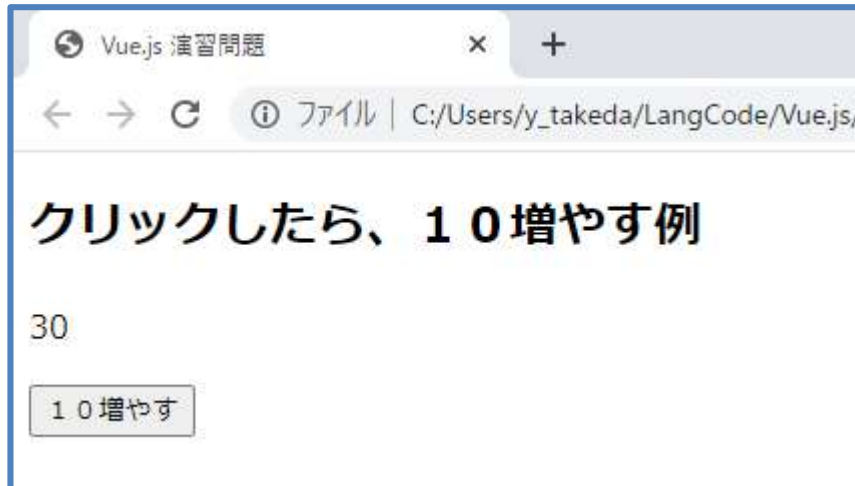 Vue.js 演習問題
ファイル | C:/Users/y_takeda/LangCode/Vue.js/
クリックしたら、１０増やす例
30
１０増やす